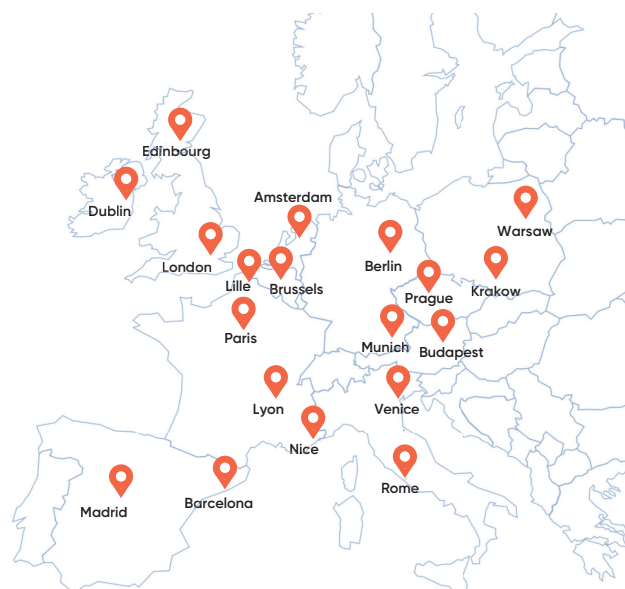 Edinbourg
Dublin
Amsterdam
London
Lille
Brussels
Berlin
Warsaw
Prague
Krakow
Paris
Munich
Budapest
Lyon
Venice
Nice
Rome
Madrid
Barcelona